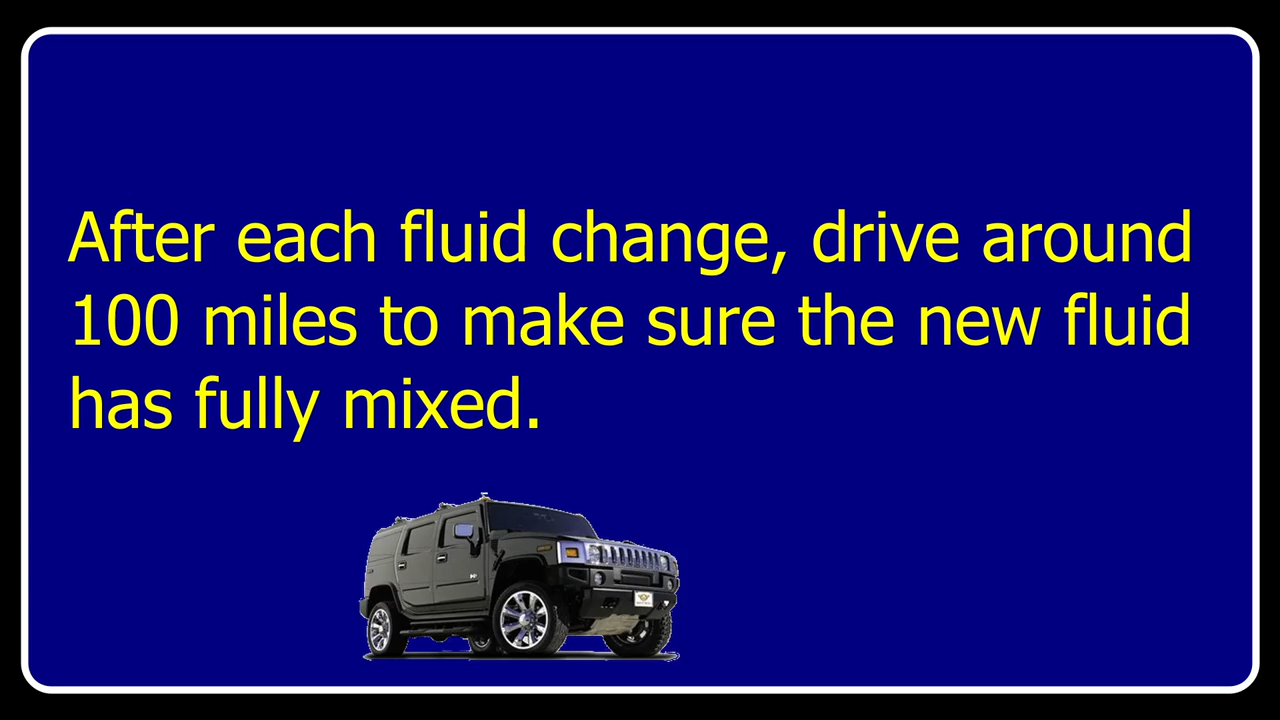 After each fluid change, drive around
100 miles to make sure the new fluid
has fully mixed.